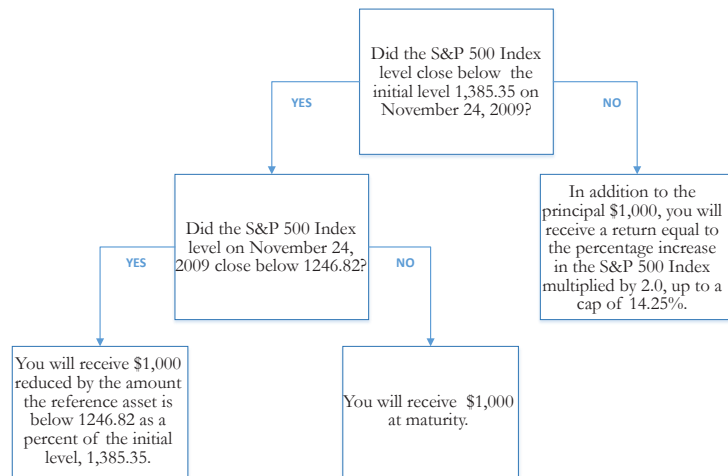 Did the S&P 500 Index
level close below the
initial level 1,385.35 on
November 24, 2009?
YES
NO
Did the S&P 500 Index
level on November 24,
2009 close below 1246.82?
In addition to the
principal $1,000, you will
receive a return equal to
the percentage increase
in the S&P 500 Index
multiplied by 2.0, up to a
cap of 14.25%.
YES
NO
You will receive $1,000
reduced by the amount
the reference asset is
below 1246.82 as a
percent of the initial
level, 1,385.35.
You will receive $1,000
at maturity.